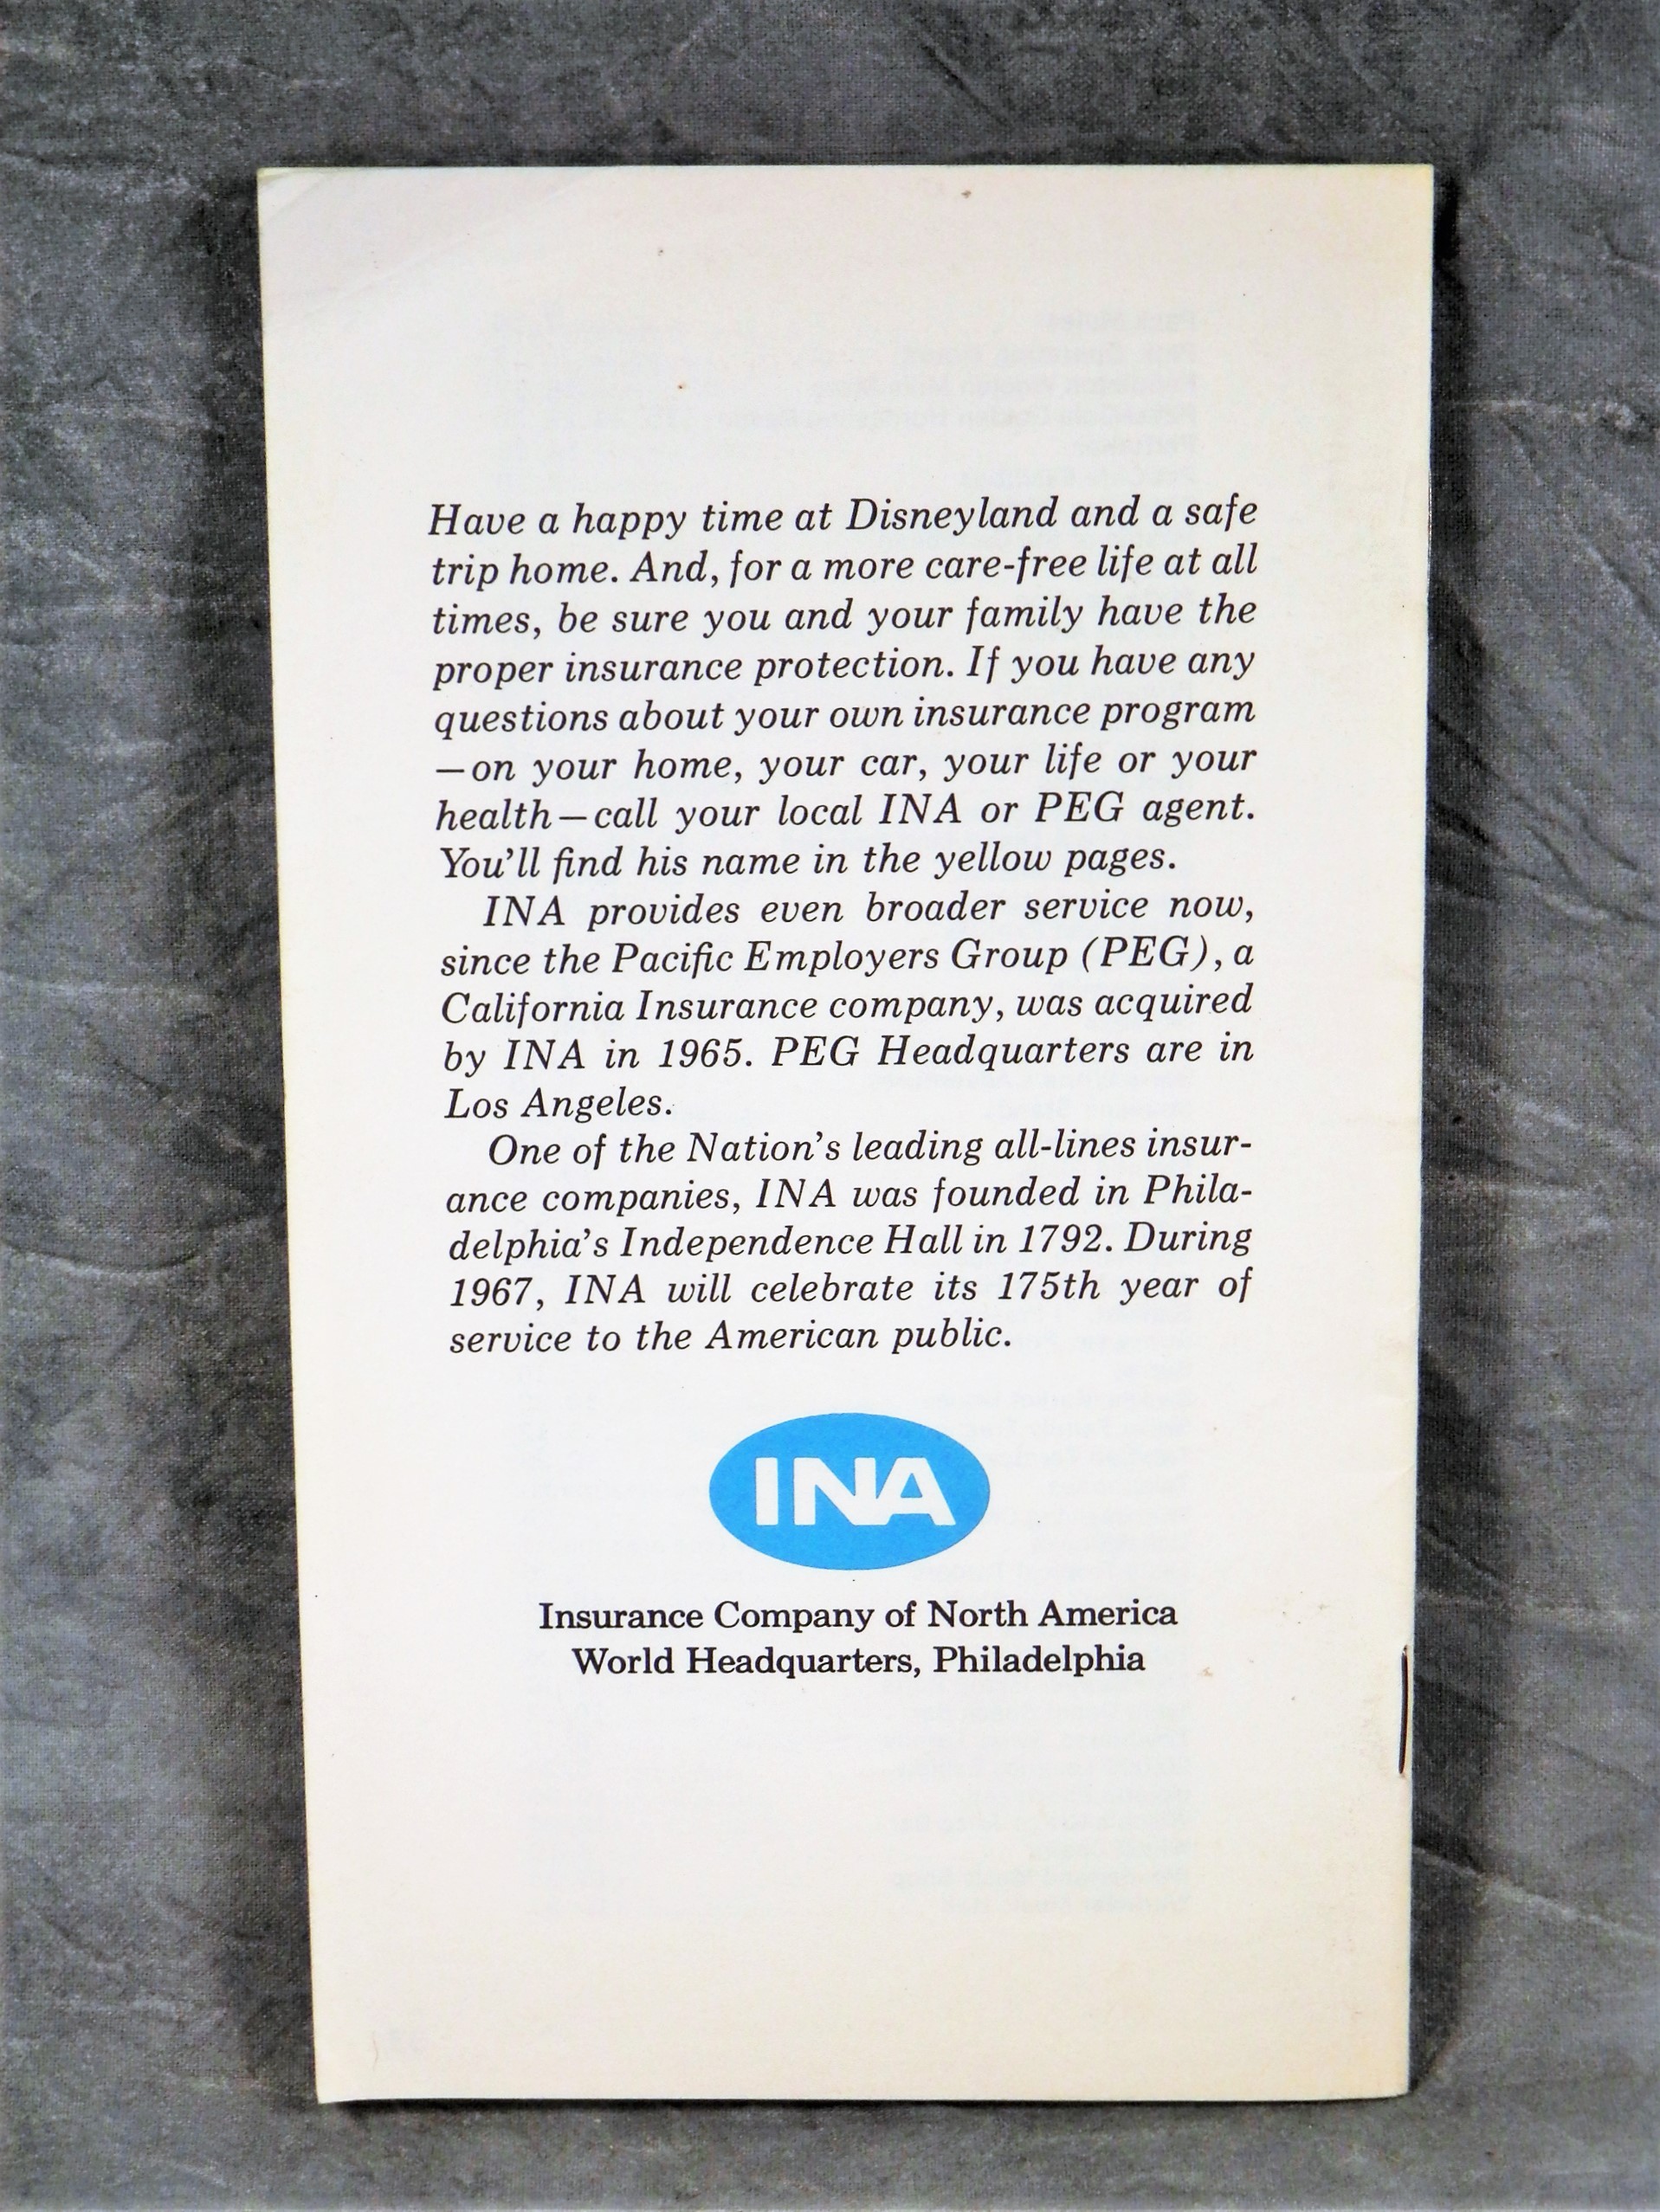 Have a happy time at Disneyland and a safe
trip home. And, for a more care-free life at all
times, be sure you and your family have the
proper insurance protection. If you have any
questions about your own insurance program
—on your home, your car, your life or your
health—call your local INA or PEG agent.
You'll find his name in the yellow pages.
INA provides even broader service now,
since the Pacific Employers Group (PEG), a
California Insurance company, was acquired
by INA in 1965. PEG Headquarters are in
Los Angeles.
One of the Nation's leading all-lines insur-
ance companies, INA was founded in Phila-
delphia's Independence Hall in 1792. During
1967, INA will celebrate its 175th year of
service to the American public.
INA
Insurance Company of North America
World Headquarters, Philadelphia